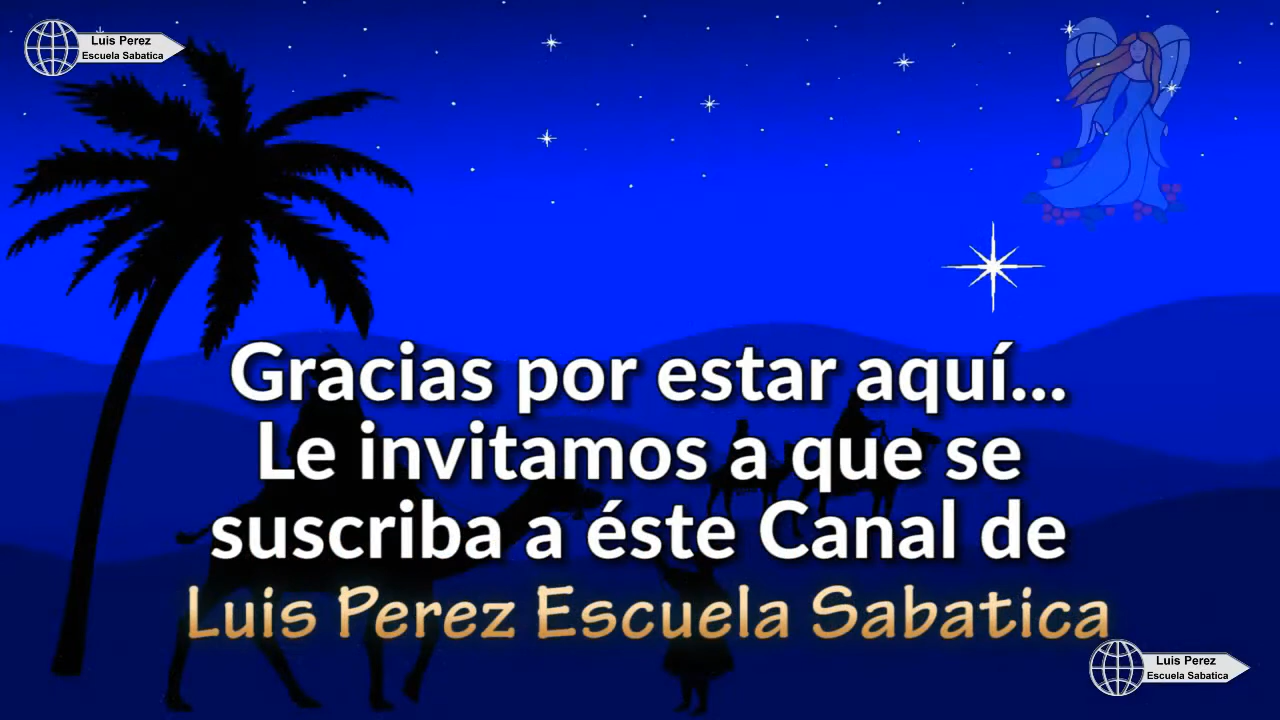 Luis Perez
Escuela Sabatica
Gracias por estar aquí...
Le invitamos a que se
suscriba a éste Canal de
Luis Perez Escuela Sabatica
Luis Perez
Escuela Sabatica